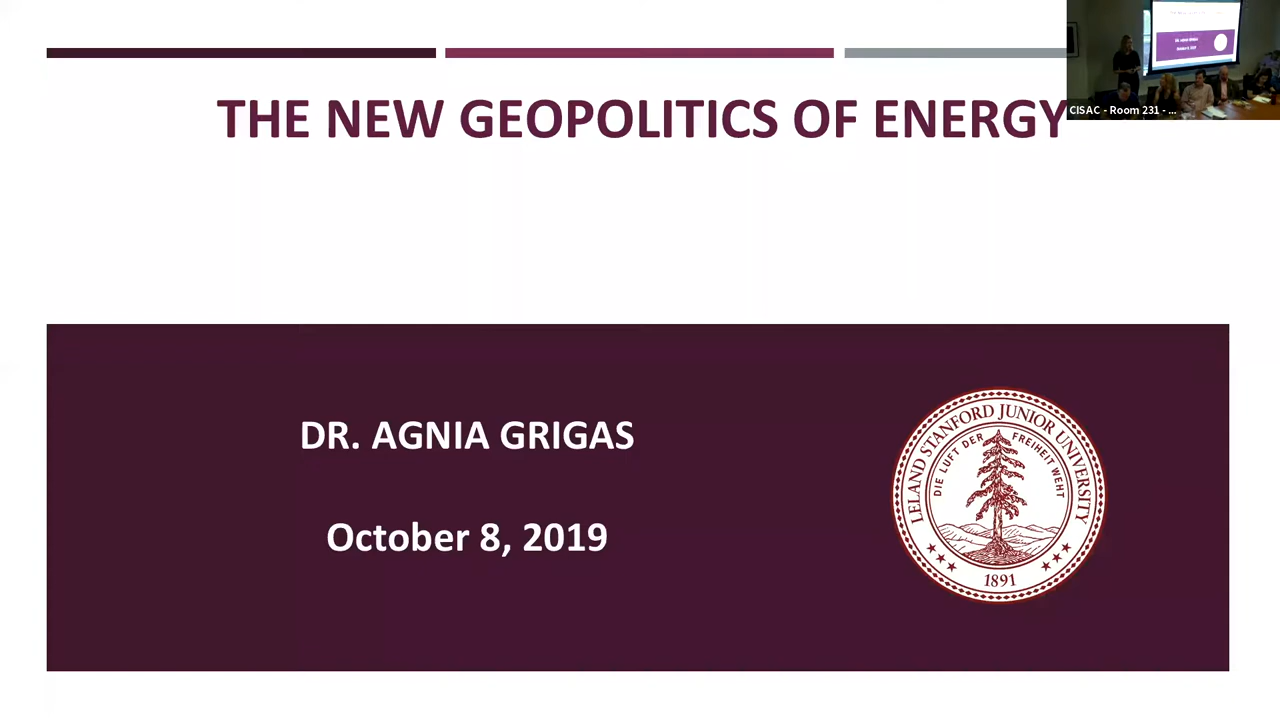 THE NEW GEOPOLITICS OF ENERGY
CISAC - Room 231 - ...
DR. AGNIA GRIGAS
October 8, 2019
LELAND STANFORD JUNIOR UNIVERSITY
DIE LUFT DER FREIHEIT WEHT
1891